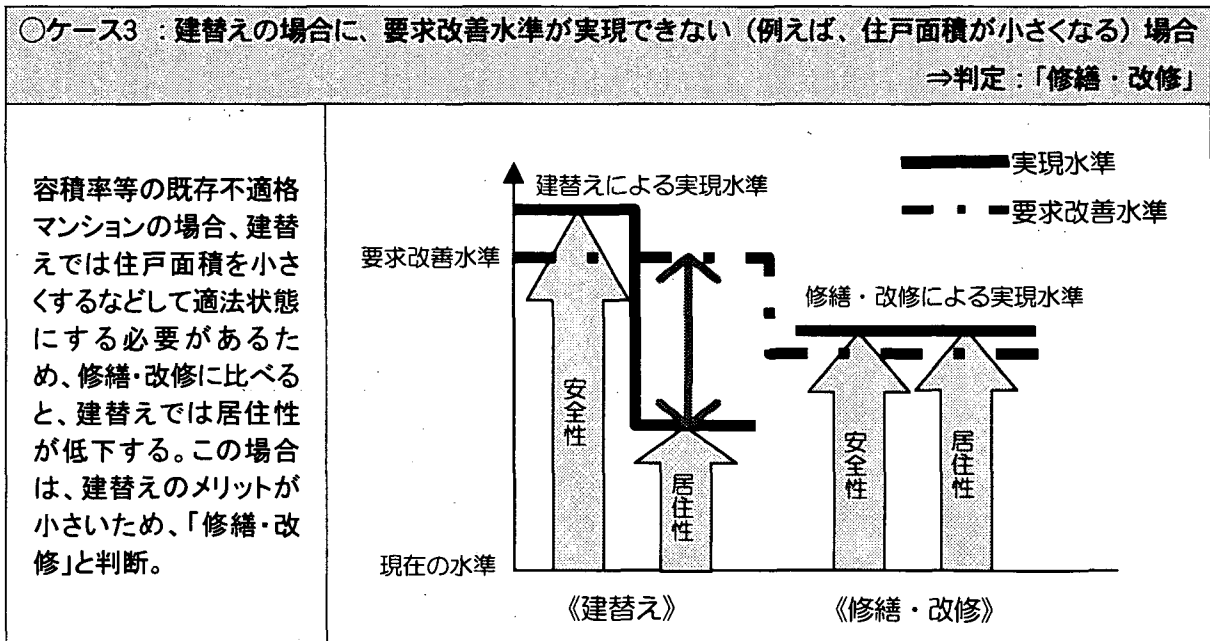 ○ケース3 ：建替えの場合に、要求改善水準が実現できない（例えば、住戸面積が小さくなる）場合
⇒判定：「修繕・改修」
容積率等の既存不適格
マンションの場合、建替
えでは住戸面積を小さ
くするなどして適法状態
にする必要があるた
め、修繕・改修に比べる
と、建替えでは居住性
が低下する。この場合
は、建替えのメリットが
小さいため、「修繕・改
修」と判断。
実現水準
要求改善水準
建替えによる実現水準
要求改善水準
修繕・改修による実現水準
安全性
居住性
安全性
居住性
現在の水準
《建替え》
《修繕・改修》